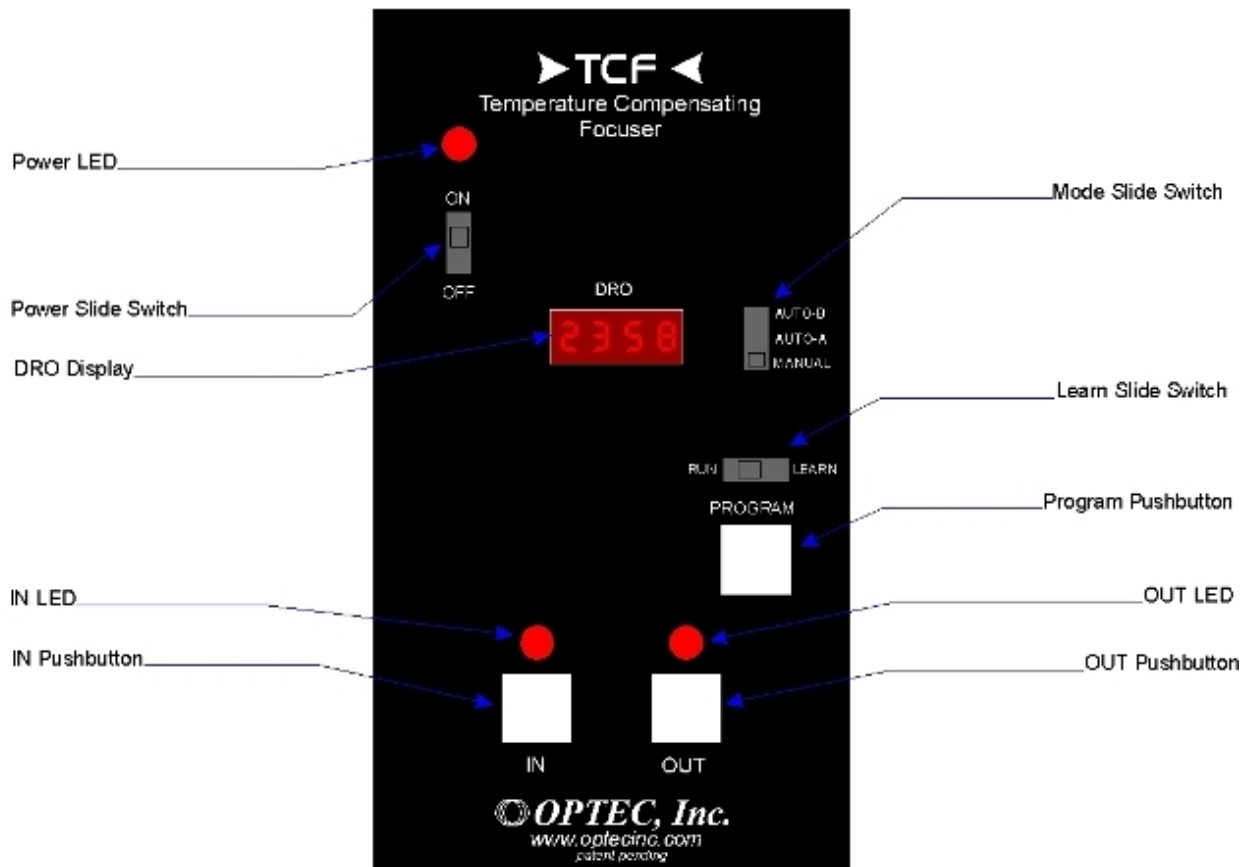 TCF
Temperature Compensating
Focuser
Power LED
ON
Power Slide Switch
OFF
DRO
DRO Display
2358
Mode Slide Switch
AUTO-B
AUTO-A
MANUAL
Learn Slide Switch
RUN
LEARN
PROGRAM
Program Pushbutton
IN LED
OUT LED
IN Pushbutton
OUT Pushbutton
IN
OUT
OPTEC, Inc.
www.optecinc.com
patent pending